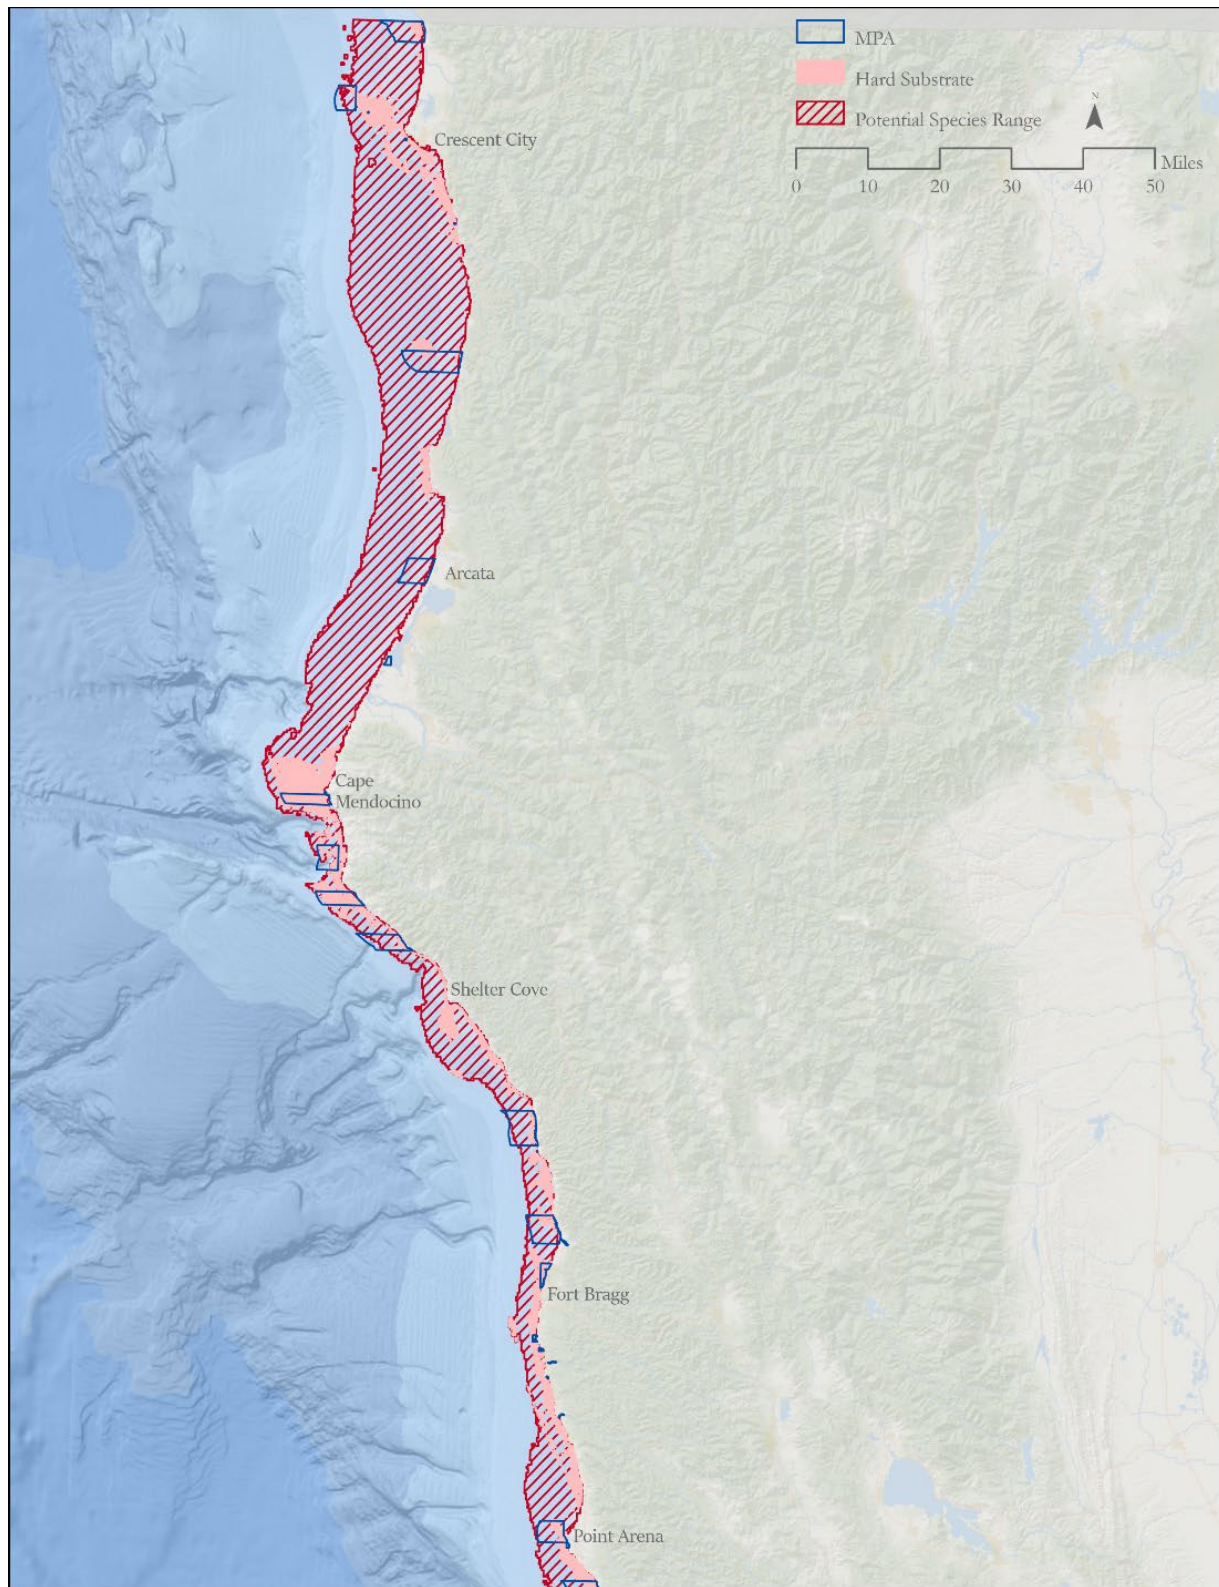 MPA
Hard Substrate
Potential Species Range
N
Miles
0 10 20 30 40 50
Crescent City
Arcata
Cape
Mendocino
Shelter Cove
Fort Bragg
Point Arena